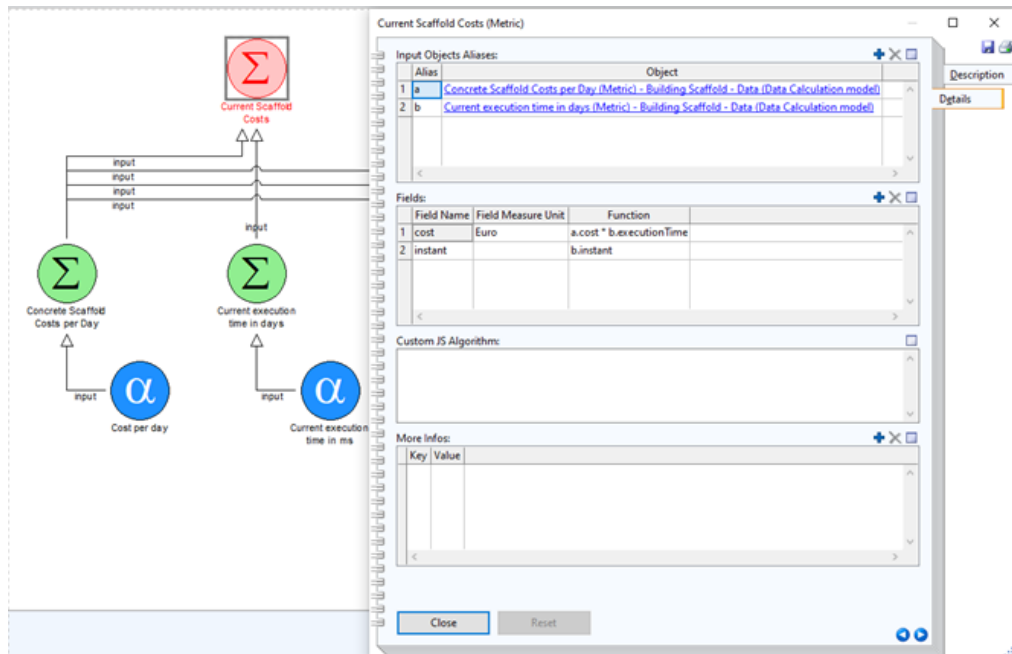 Current Scaffold Costs (Metric)
Σ
Current Scaffold
Costs
input
input
input
input
input
Σ
Concrete Scaffold
Costs per Day
Σ
Current execution
time in days
input
α
Cost per day
input
α
Current execution
time in ms
Input Objects Aliases:
Alias Object
1 a Concrete Scaffold Costs per Day (Metric) - Building Scaffold - Data (Data Calculation model)
2 b Current execution time in days (Metric) - Building Scaffold - Data (Data Calculation model)
Fields:
Field Name Field Measure Unit Function
1 cost Euro a.cost * b.executionTime
2 instant b.instant
Custom JS Algorithm:
More Infos:
Key Value
Close Reset
Description
Details